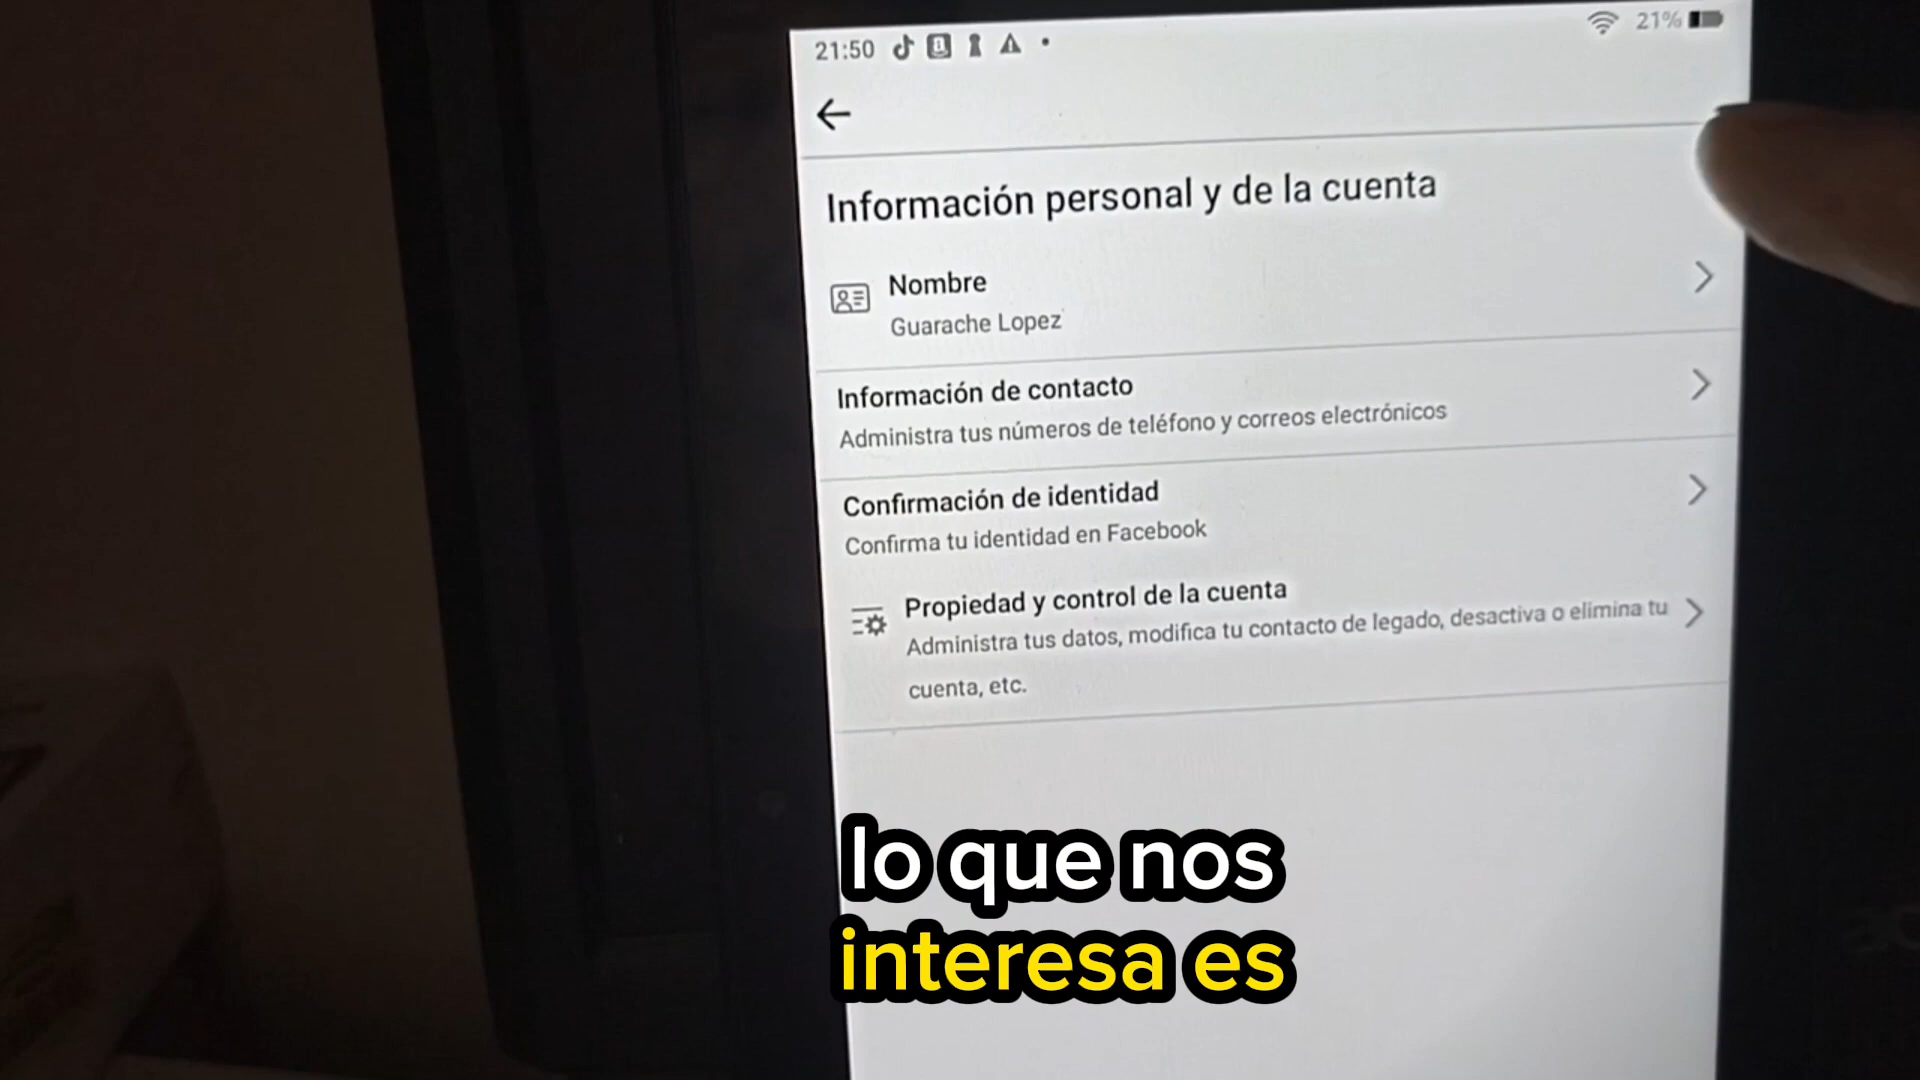 21:50
21%
Información personal y de la cuenta
Nombre
Guarache Lopez
Información de contacto
Administra tus números de teléfono y correos electrónicos
Confirmación de identidad
Confirma tu identidad en Facebook
Propiedad y control de la cuenta
Administra tus datos, modifica tu contacto de legado, desactiva o elimina tu
cuenta, etc.
lo que nos
interesa es